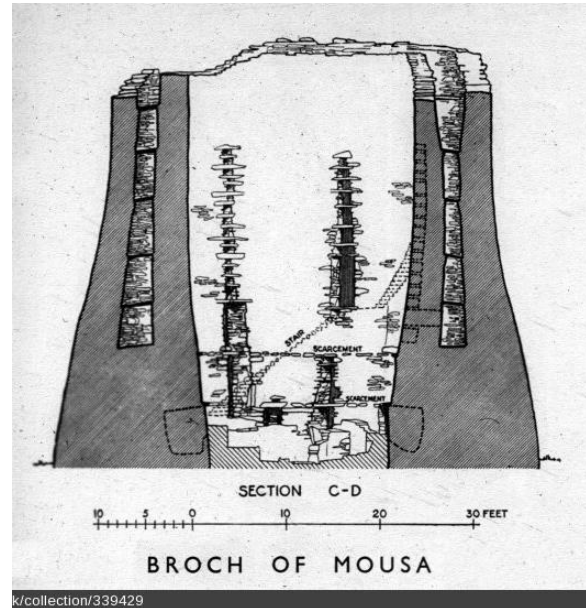 STAIR
SCARCEMENT
SCARCEMENT
SECTION C-D
10 5 0 10 20 30 FEET
BROCH OF MOUSA
k/collection/339429